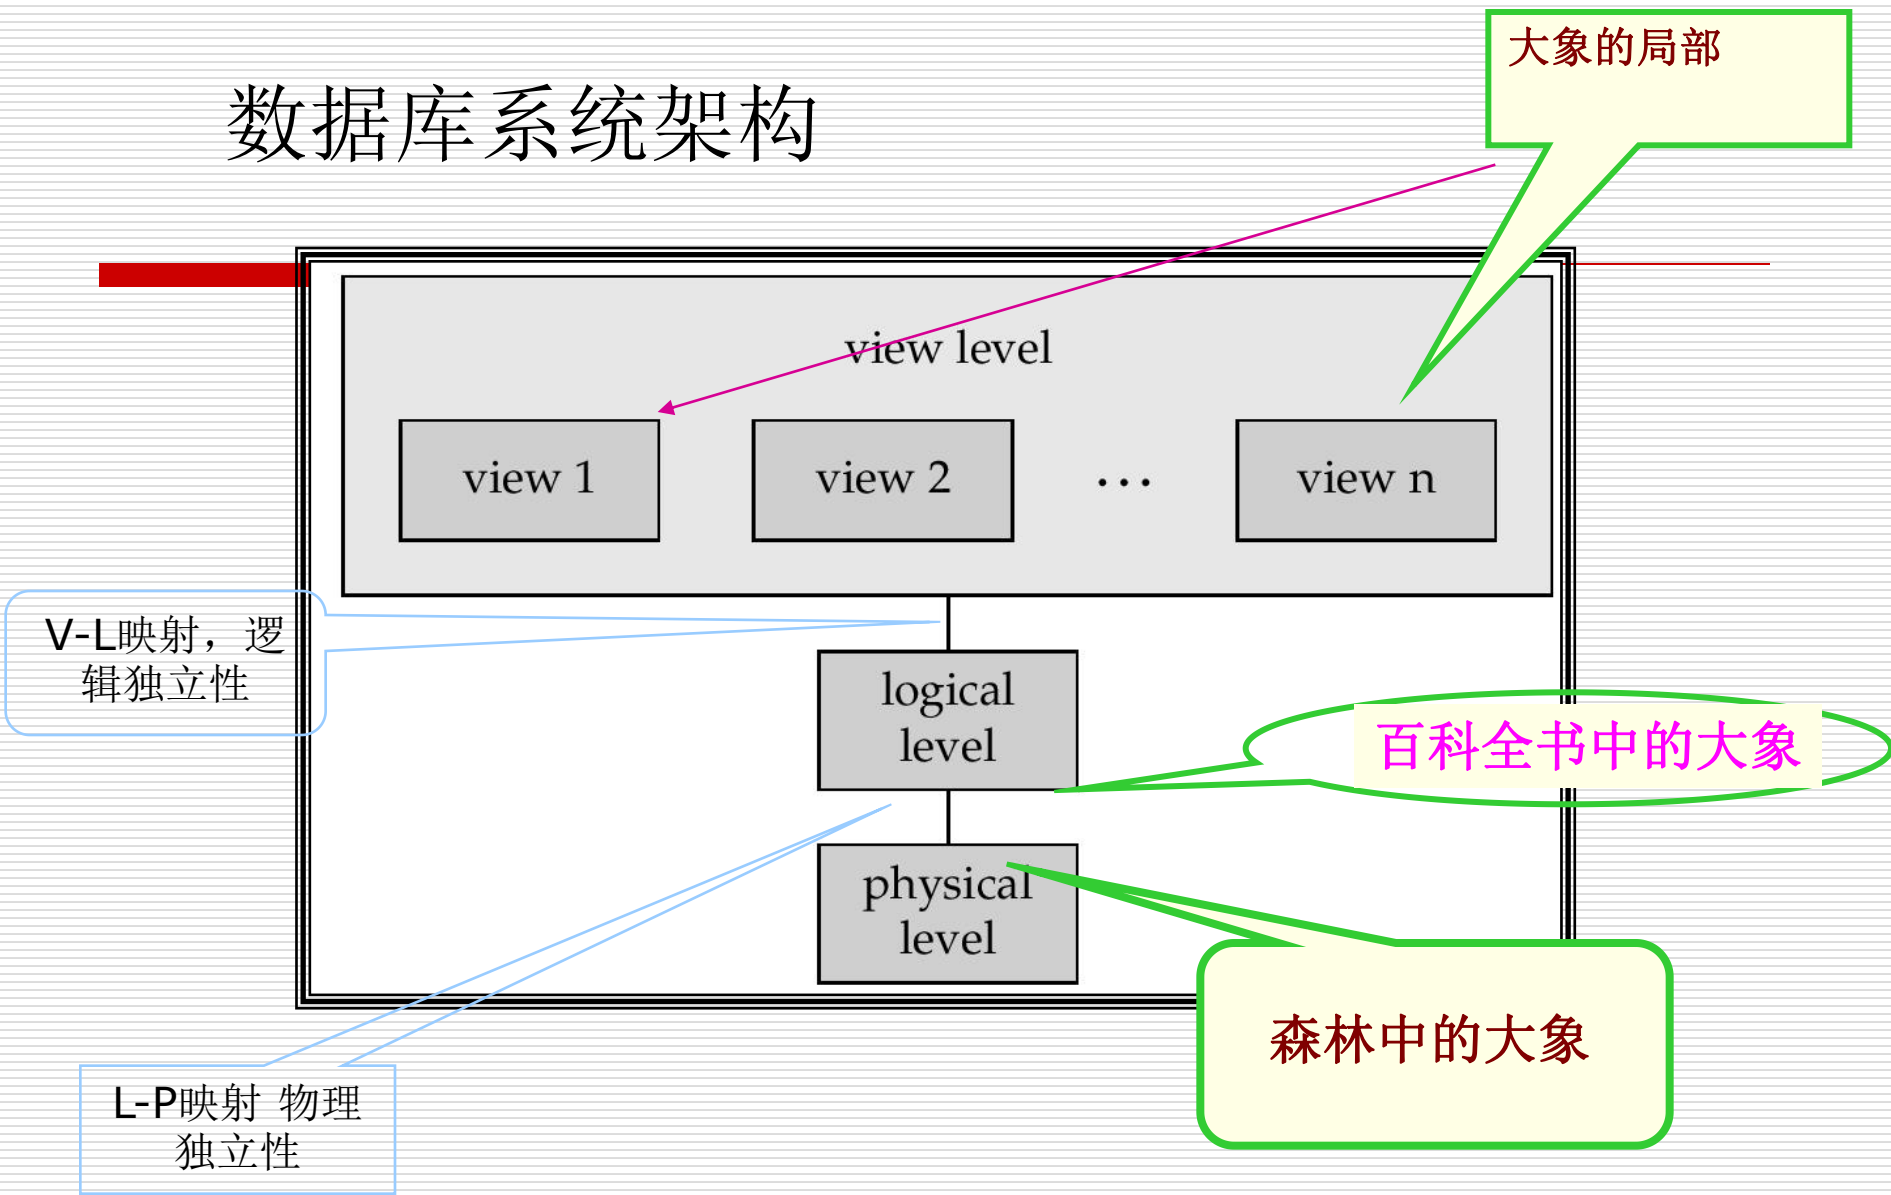 大象的局部
数据库系统架构
view level
view 1
view 2
...
view n
V-L映射，逻
辑独立性
logical
level
百科全书中的大象
physical
level
森林中的大象
L-P映射 物理
独立性